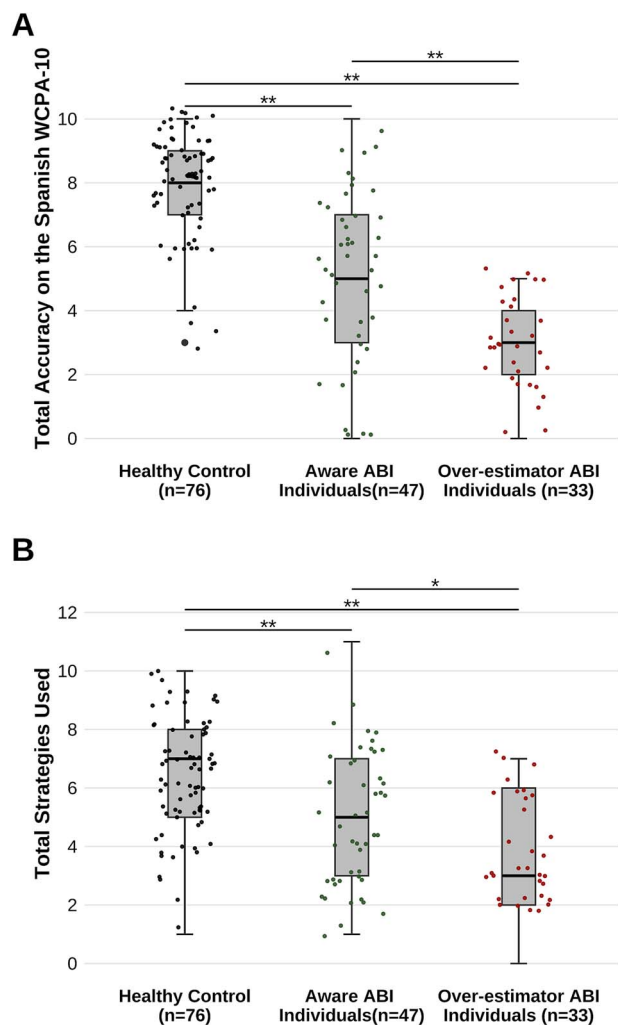 A
Total Accuracy on the Spanish WCPA-10
**
**
**
10
8
6
4
2
0
Healthy Control
(n=76)
Aware ABI
Individuals(n=47)
Over-estimator ABI
Individuals (n=33)
B
Total Strategies Used
*
**
**
12
10
8
6
4
2
0
Healthy Control
(n=76)
Aware ABI
Individuals(n=47)
Over-estimator ABI
Individuals (n=33)